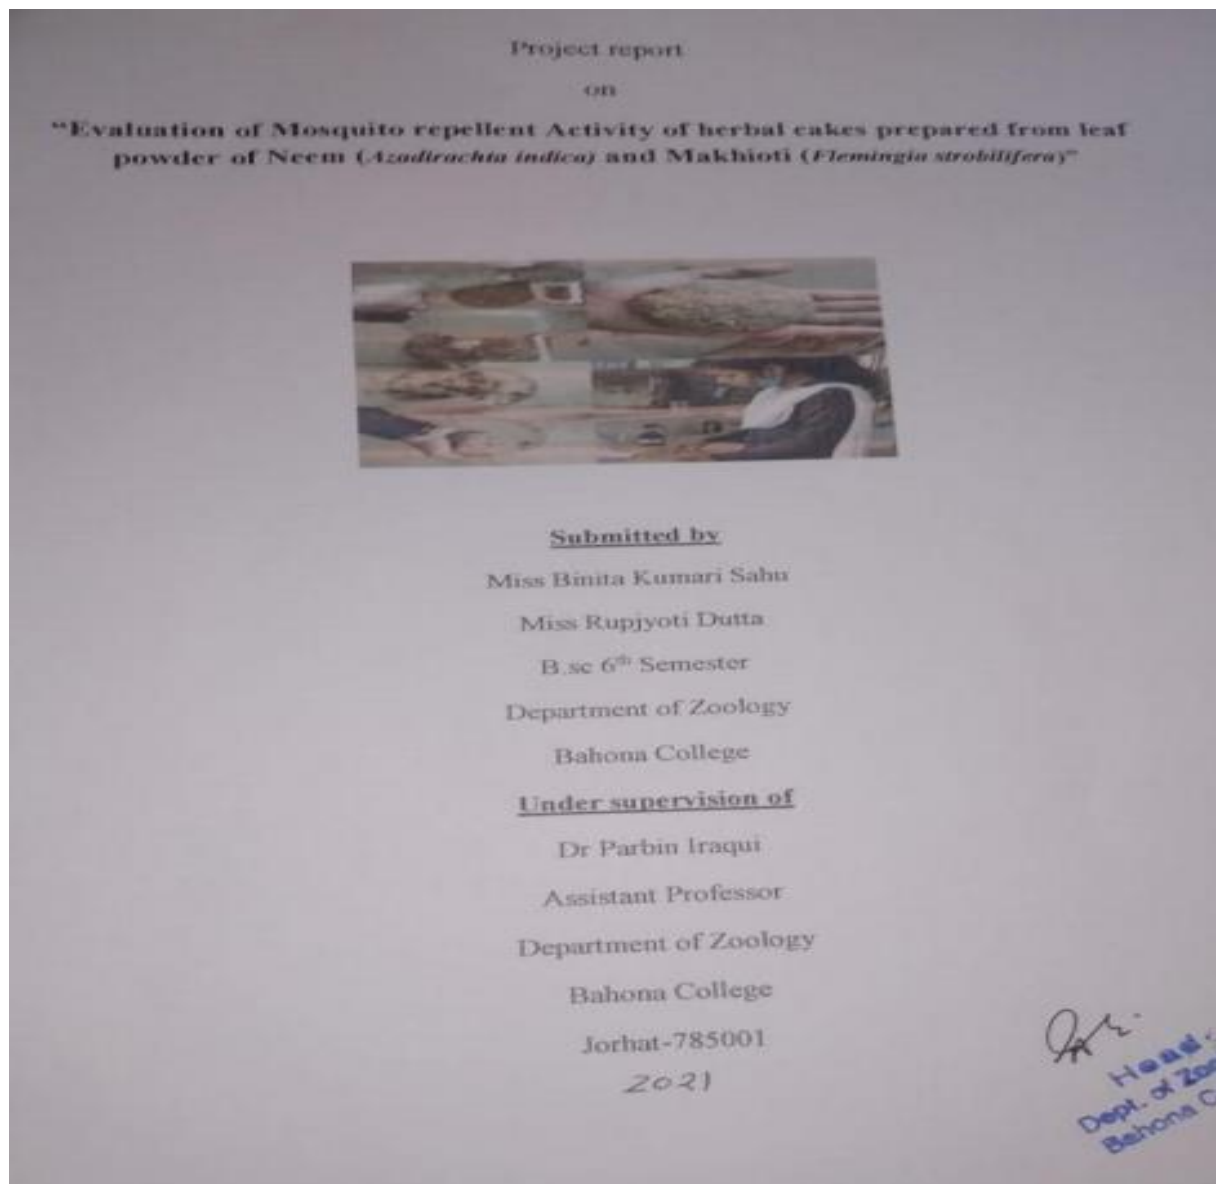 Project report
on
“Evaluation of Mosquito repellent Activity of herbal cakes prepared from leaf
powder of Neem (Azadirachta indica) and Makhioti (Flemingia strobilifera)”
Submitted by
Miss Binita Kumari Sahu
Miss Rupjyoti Dutta
B.sc 6th Semester
Department of Zoology
Bahona College
Under supervision of
Dr Parbin Iraqui
Assistant Professor
Department of Zoology
Bahona College
Jorhat-785001
2021
Head.
Dept. of Zoo
Bahona C